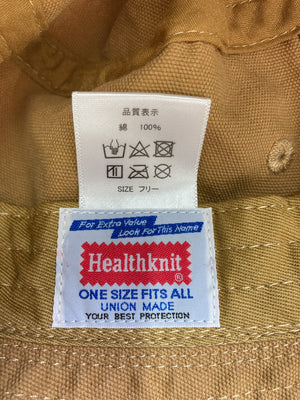 品質表示
綿 100%
SIZE フリー
For Extra Value
Look For This Name
Healthknit
®
ONE SIZE FITS ALL
UNION MADE
YOUR BEST PROTECTION